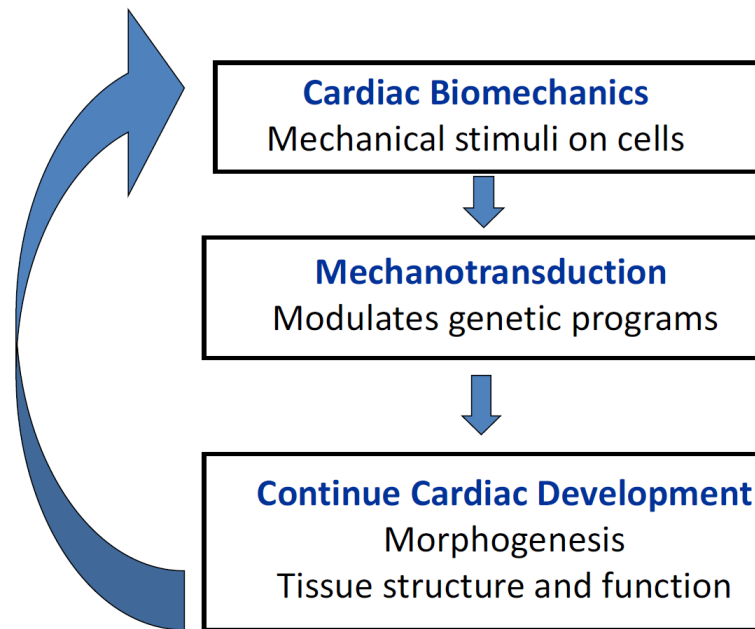 Cardiac Biomechanics
Mechanical stimuli on cells
Mechanotransduction
Modulates genetic programs
Continue Cardiac Development
Morphogenesis
Tissue structure and function